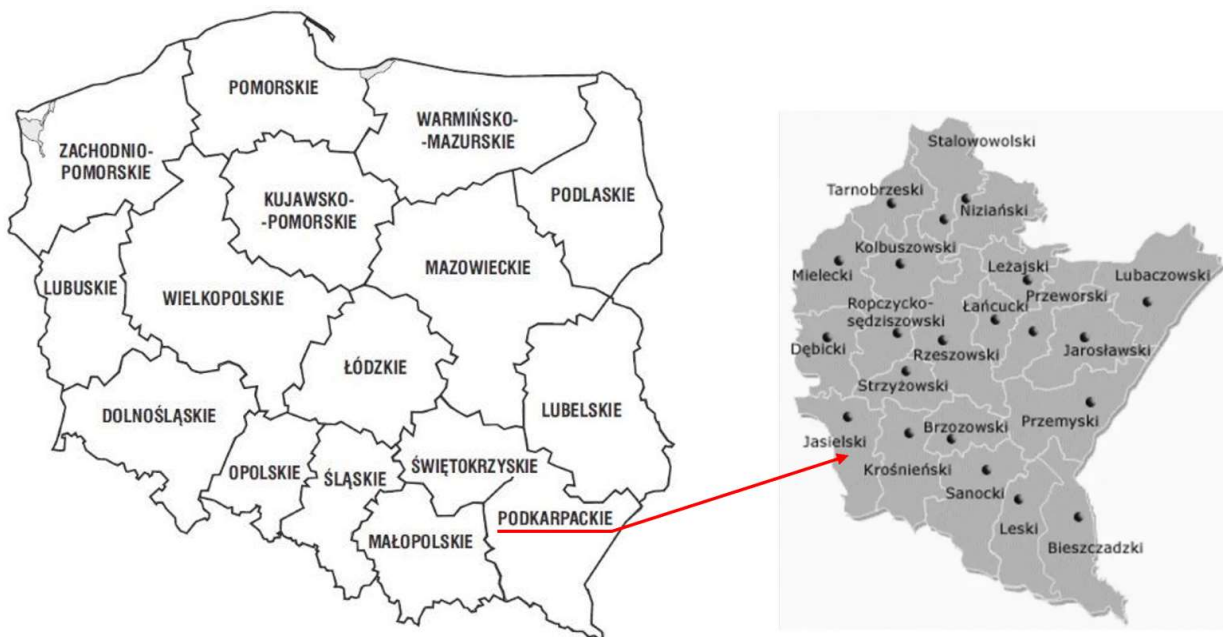 POMORSKIE
WARMIŃSKO-
-MAZURSKIE
ZACHODNIO-
POMORSKIE
KUJAWSKO-
-POMORSKIE
PODLASKIE
LUBUSKIE
WIELKOPOLSKIE
MAZOWIECKIE
ŁÓDZKIE
DOLNOŚLĄSKIE
LUBELSKIE
OPOLSKIE
ŚLĄSKIE
ŚWIĘTOKRZYSKIE
MAŁOPOLSKIE
PODKARPACKIE
Stalowowolski
Tarnobrzeski
Niziański
Kolbuszowski
Mielecki
Leżajski
Lubaczowski
Przeworski
Ropczycko-
sędziszowski
Łańcucki
Dębicki
Rzeszowski
Jarosławski
Strzyżowski
Przemyski
Brzozowski
Jasielski
Krośnieński
Sanocki
Leski
Bieszczadzki